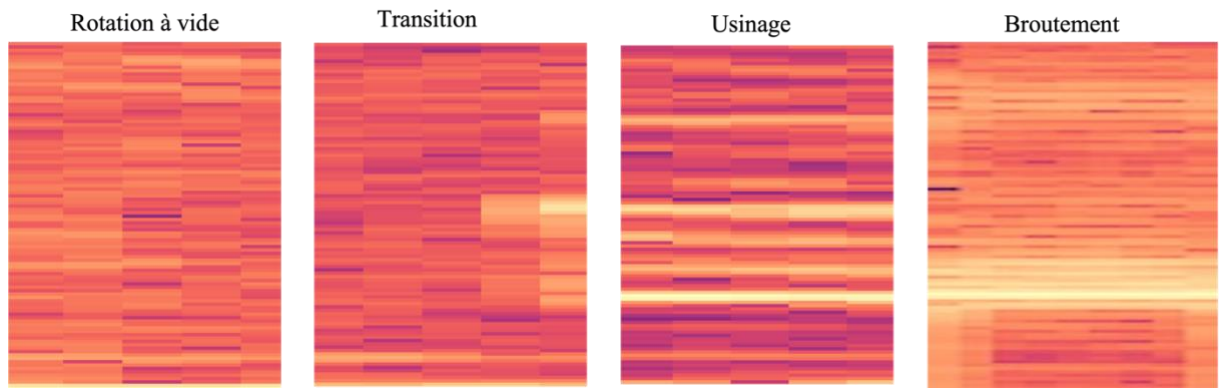 Rotation à vide
Transition
Usinage
Broutement